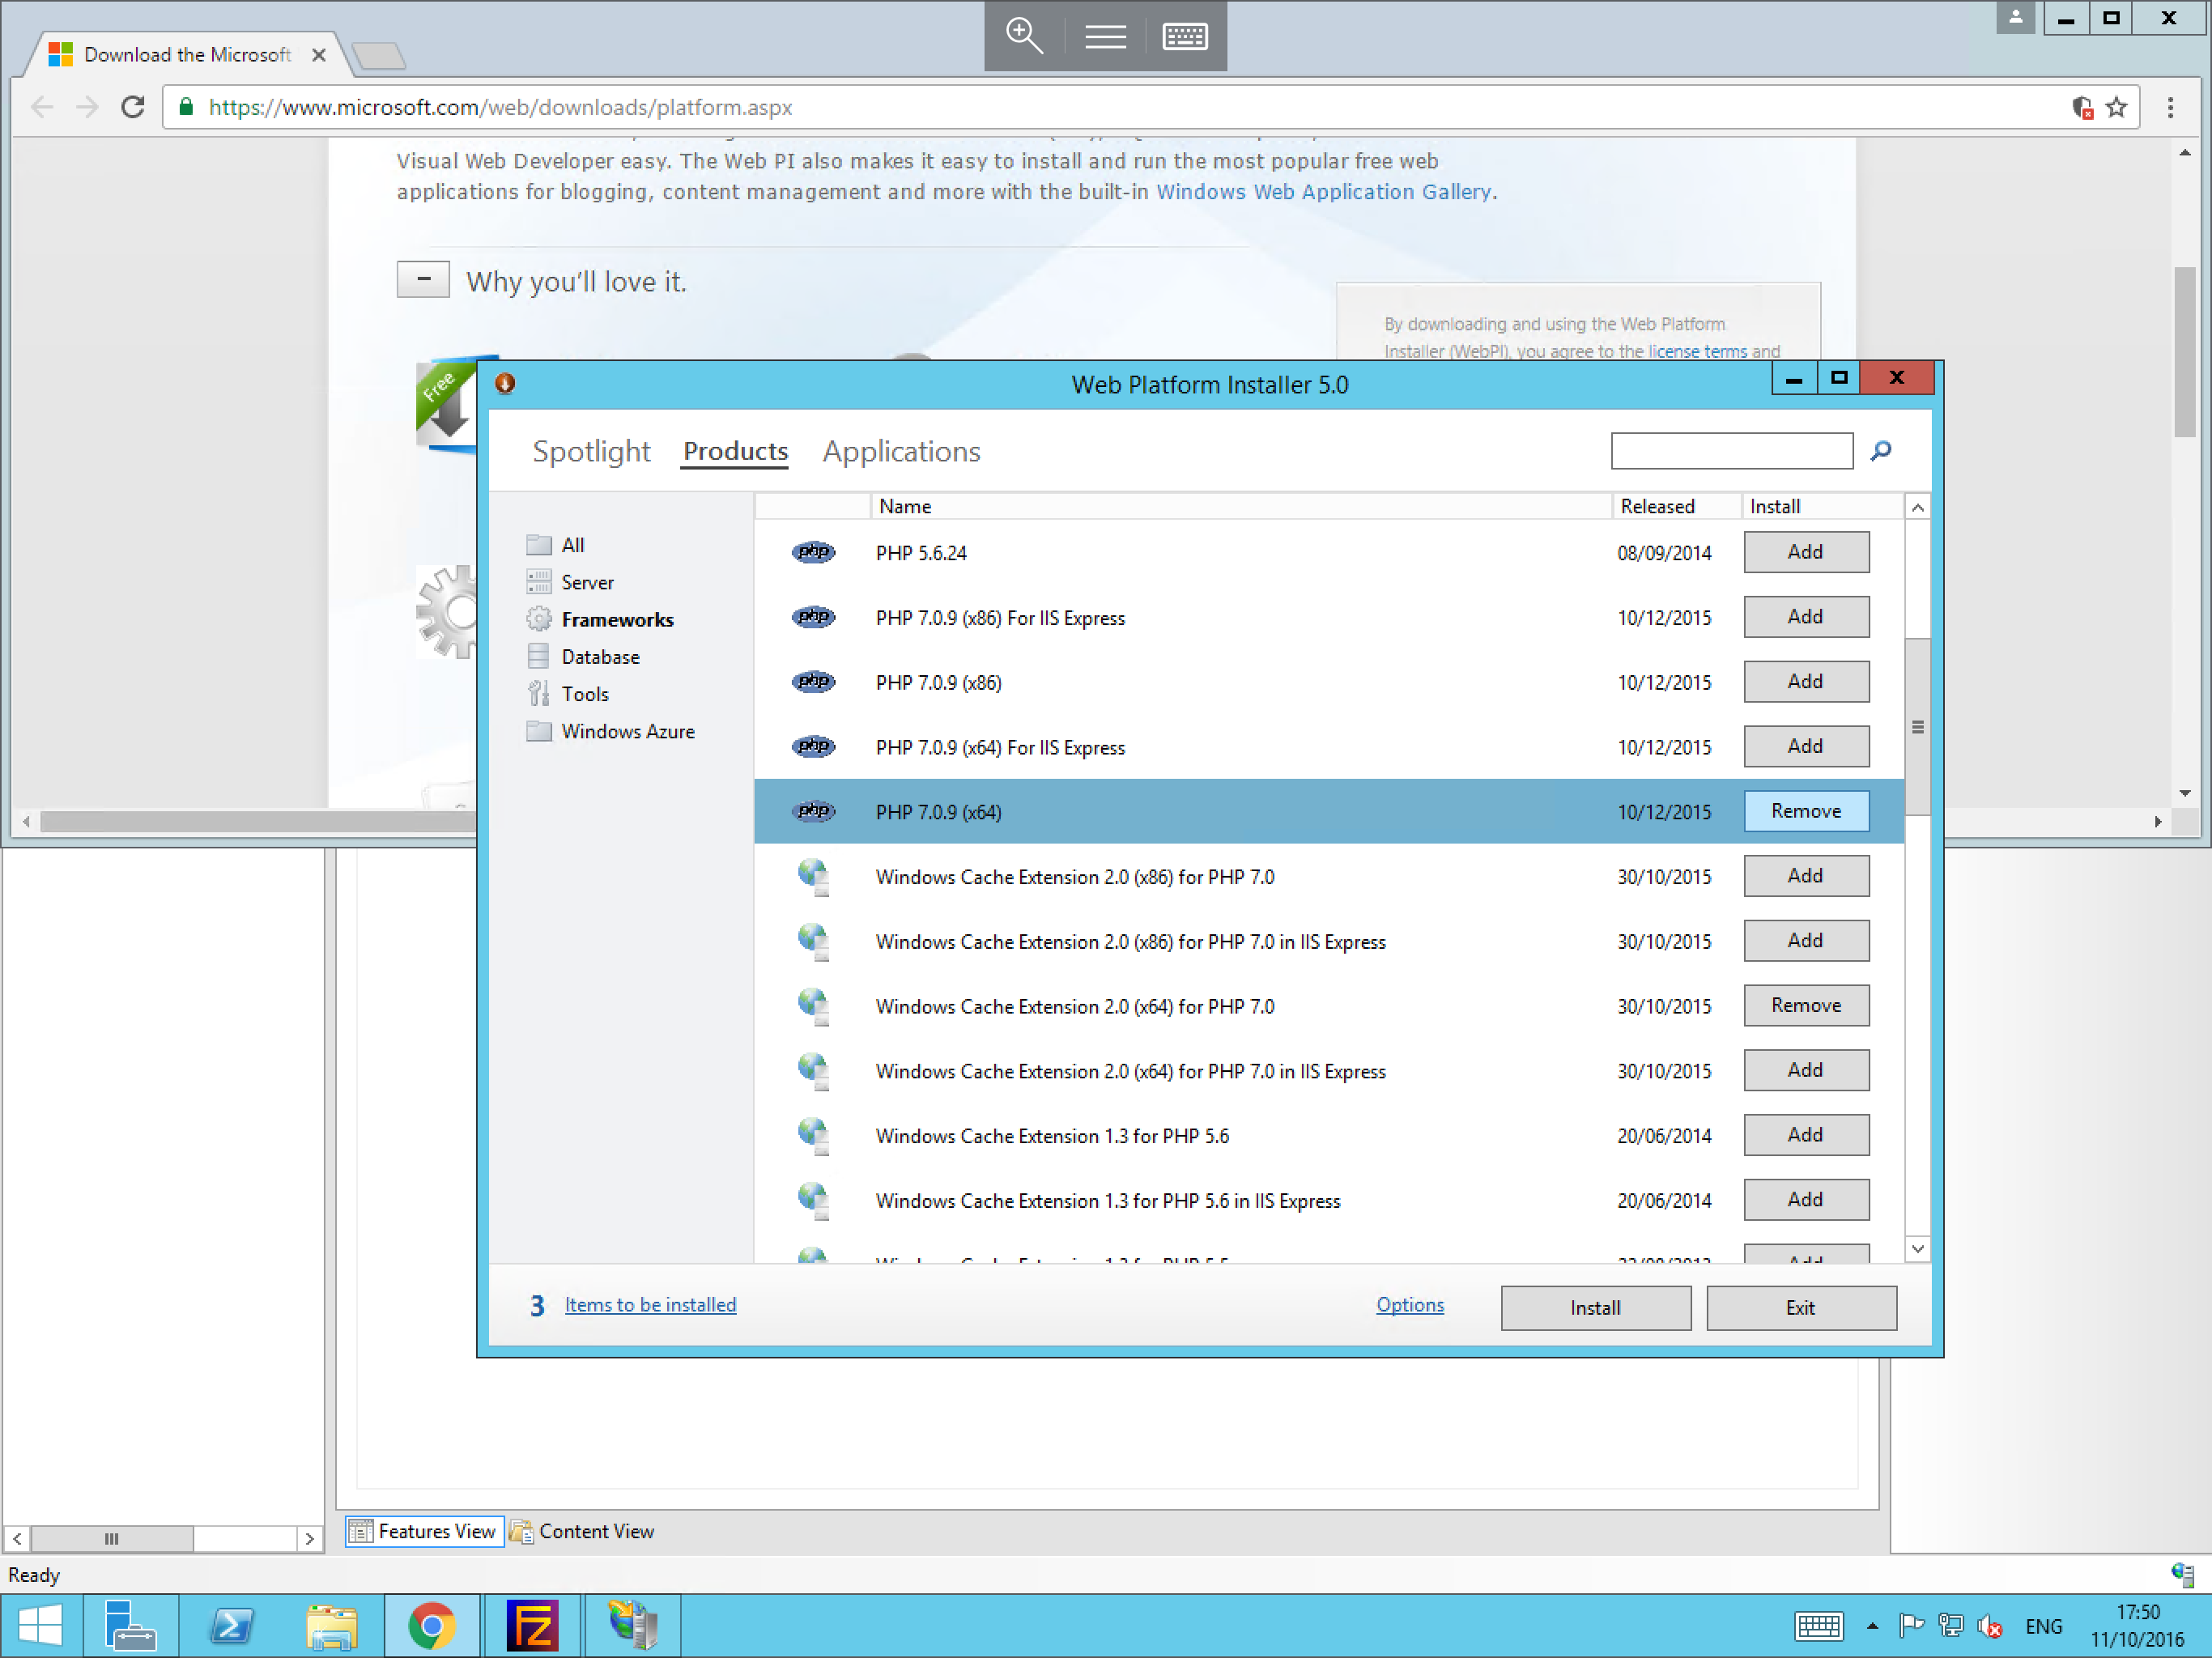 Download the Microsoft
https://www.microsoft.com/web/downloads/platform.aspx
Visual Web Developer easy. The Web PI also makes it easy to install and run the most popular free web
applications for blogging, content management and more with the built-in Windows Web Application Gallery.
Why you'll love it.
By downloading and using the Web Platform
Installer (WebPI), you agree to the license terms and
Free
Web Platform Installer 5.0
Spotlight Products Applications
Name Released Install
All
Server
Frameworks
Database
Tools
Windows Azure
php PHP 5.6.24 08/09/2014 Add
php PHP 7.0.9 (x86) For IIS Express 10/12/2015 Add
php PHP 7.0.9 (x86) 10/12/2015 Add
php PHP 7.0.9 (x64) For IIS Express 10/12/2015 Add
php PHP 7.0.9 (x64) 10/12/2015 Remove
Windows Cache Extension 2.0 (x86) for PHP 7.0 30/10/2015 Add
Windows Cache Extension 2.0 (x86) for PHP 7.0 in IIS Express 30/10/2015 Add
Windows Cache Extension 2.0 (x64) for PHP 7.0 30/10/2015 Remove
Windows Cache Extension 2.0 (x64) for PHP 7.0 in IIS Express 30/10/2015 Add
Windows Cache Extension 1.3 for PHP 5.6 20/06/2014 Add
Windows Cache Extension 1.3 for PHP 5.6 in IIS Express 20/06/2014 Add
3 Items to be installed Options Install Exit
Features View Content View
Ready
FZ
ENG
17:50
11/10/2016